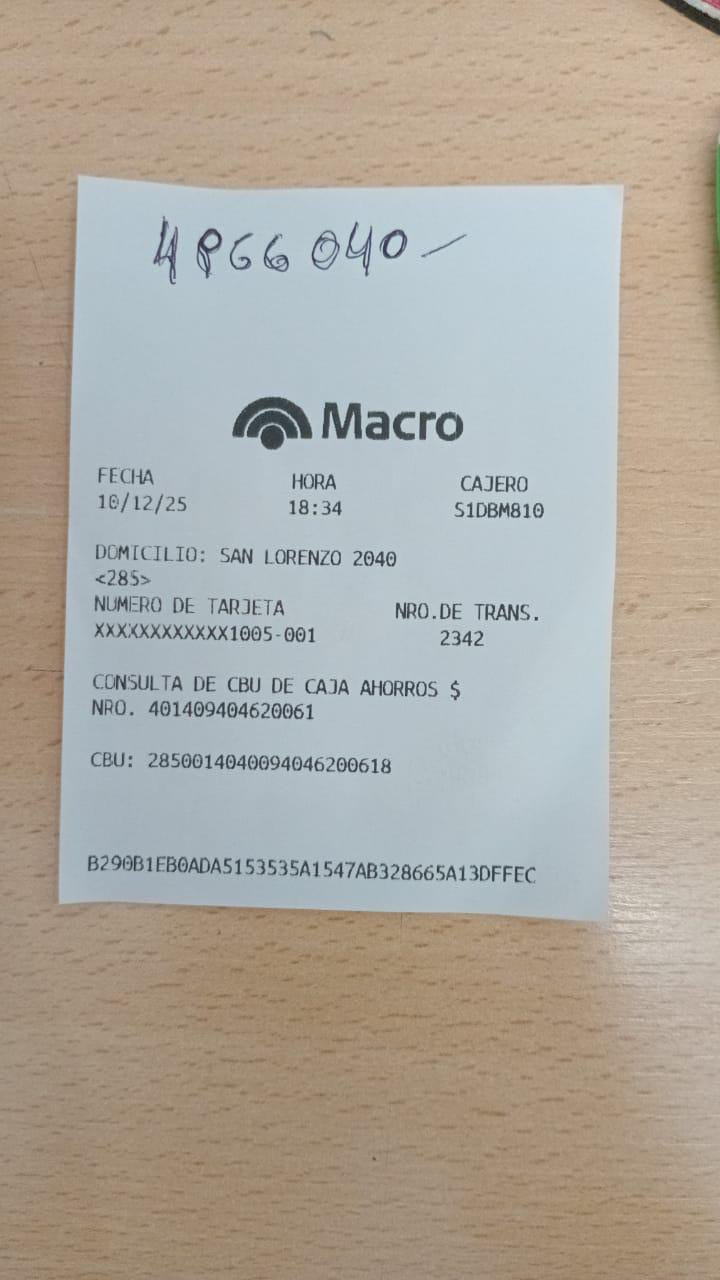 4866040-
Macro
FECHA HORA CAJERO
10/12/25 18:34 S1DBM810
DOMICILIO: SAN LORENZO 2040
<285>
NUMERO DE TARJETA NRO.DE TRANS.
XXXXXXXXXXXX1005-001 2342
CONSULTA DE CBU DE CAJA AHORROS $
NRO. 401409404620061
CBU: 2850014040094046200618
B290B1EB0ADA5153535A1547AB328665A13DFFEC